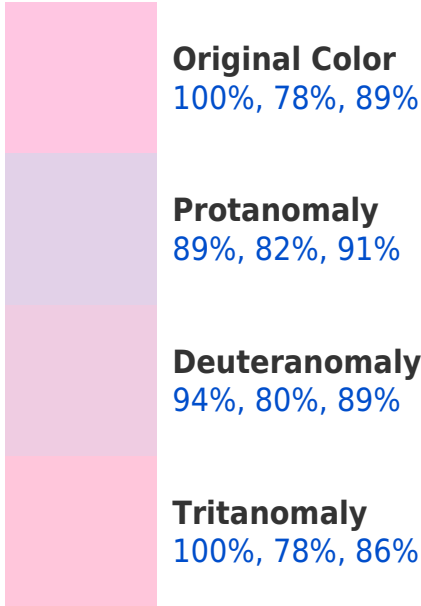 Original Color
100%, 78%, 89%
Protanomaly
89%, 82%, 91%
Deuteranomaly
94%, 80%, 89%
Tritanomaly
100%, 78%, 86%